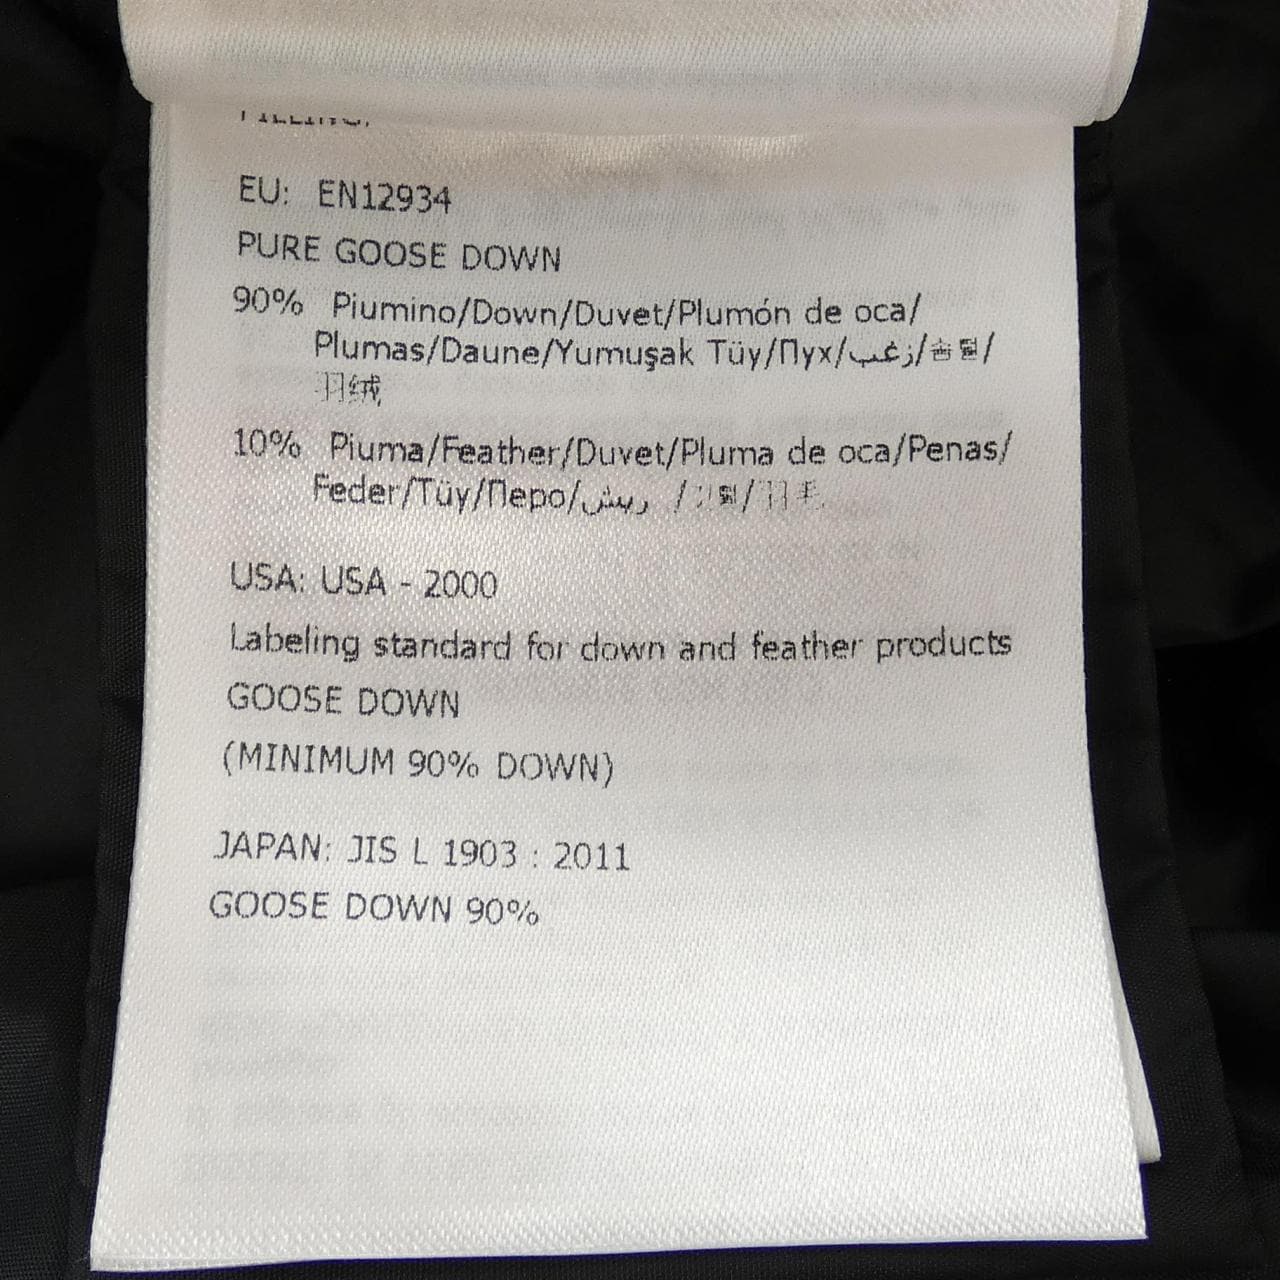 FILLING:
EU: EN12934
PURE GOOSE DOWN
90% Piumino/Down/Duvet/Plumón de oca/
Plumas/Daune/Yumuşak Tüy/Пух/زغب/솜털/
羽绒
10% Piuma/Feather/Duvet/Pluma de oca/Penas/
Feder/Tüy/Перо/ريش /깃털/羽毛
USA: USA - 2000
Labeling standard for down and feather products
GOOSE DOWN
(MINIMUM 90% DOWN)
JAPAN: JIS L 1903 : 2011
GOOSE DOWN 90%